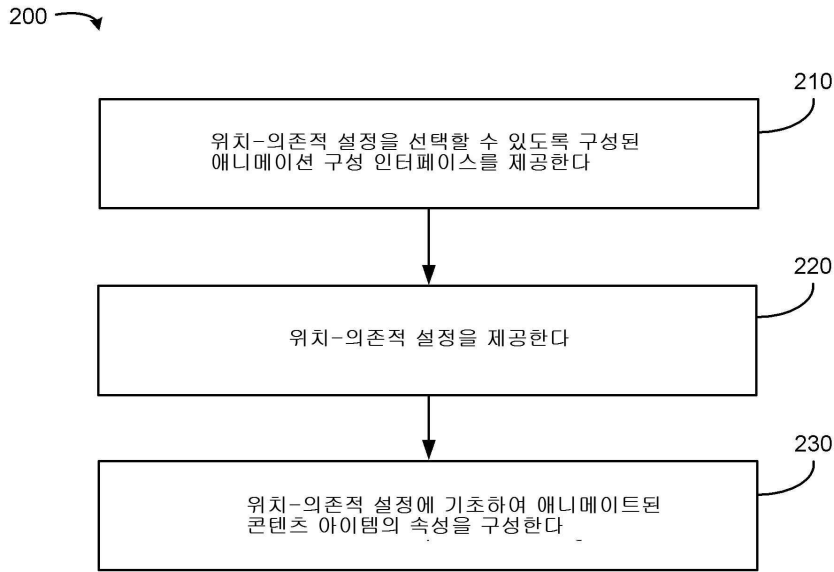 200
210
위치-의존적 설정을 선택할 수 있도록 구성된
애니메이션 구성 인터페이스를 제공한다
220
위치-의존적 설정을 제공한다
230
위치-의존적 설정에 기초하여 애니메이트된
콘텐츠 아이템의 속성을 구성한다